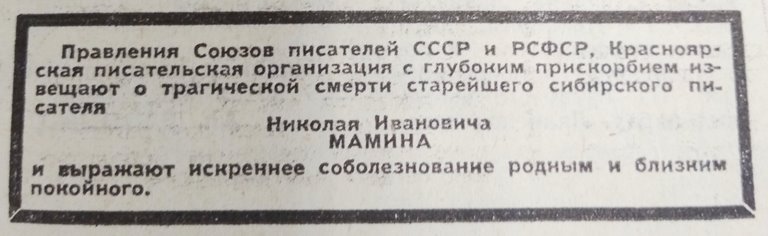 Правления Союзов писателей СССР и РСФСР, Краснояр-
ская писательская организация с глубоким прискорбием из-
вещают о трагической смерти старейшего сибирского пи-
сателя
Николая Ивановича
МАМИНА
и выражают искреннее соболезнование родным и близким
покойного.